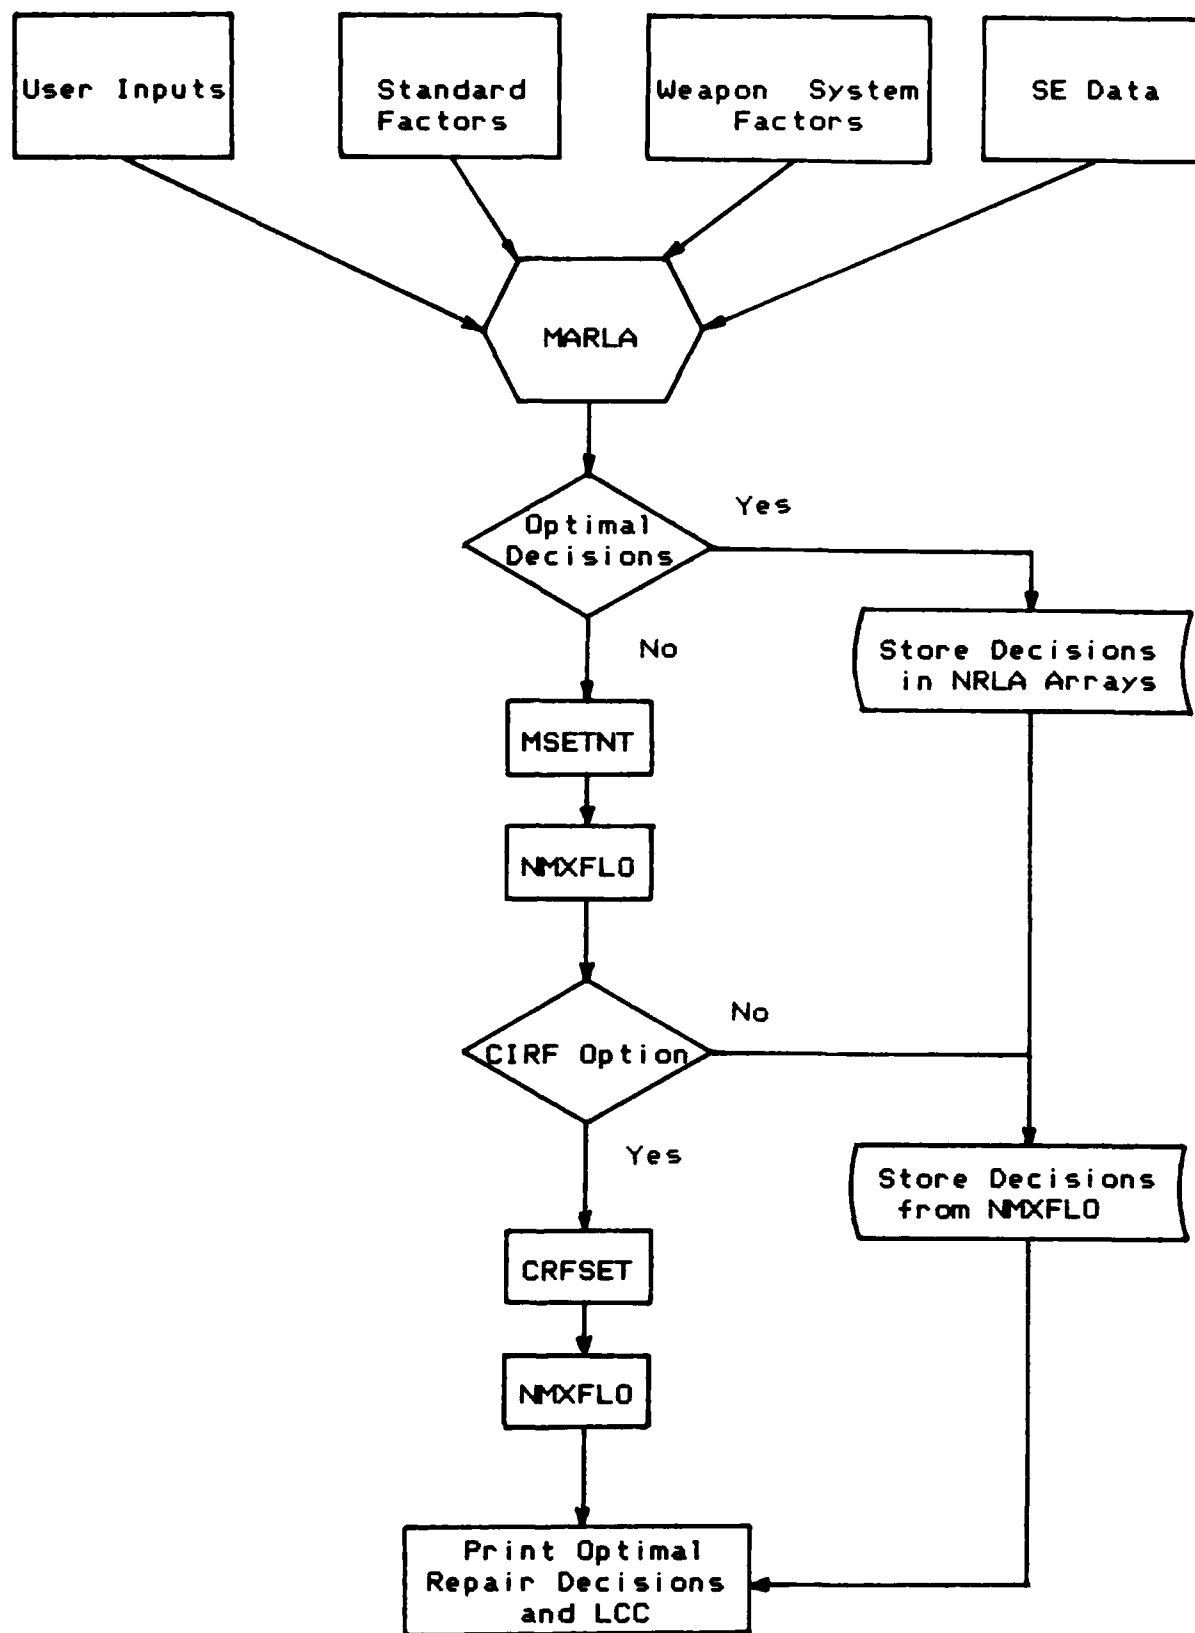 User Inputs
Standard
Factors
Weapon System
Factors
SE Data
MARLA
Optimal
Decisions
Yes
No
Store Decisions
in NRLA Arrays
MSETNT
NMXFLO
CIRF Option
No
Yes
Store Decisions
from NMXFLO
CRFSET
NMXFLO
Print Optimal
Repair Decisions
and LCC